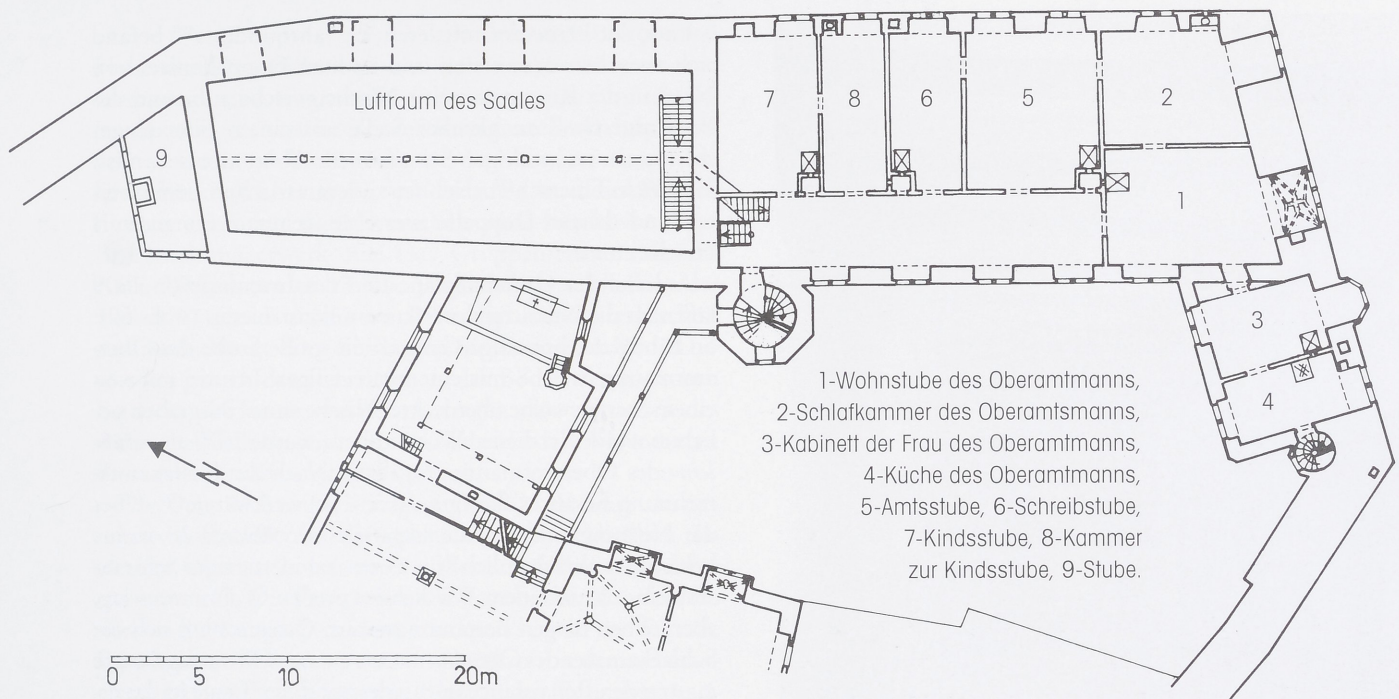 Luftraum des Saales
9
7
8
6
5
2
1
3
4
N
1-Wohnstube des Oberamtmanns,
2-Schlafkammer des Oberamtsmanns,
3-Kabinett der Frau des Oberamtmanns,
4-Küche des Oberamtmanns,
5-Amtsstube, 6-Schreibstube,
7-Kindsstube, 8-Kammer
zur Kindsstube, 9-Stube.
0 5 10 20m